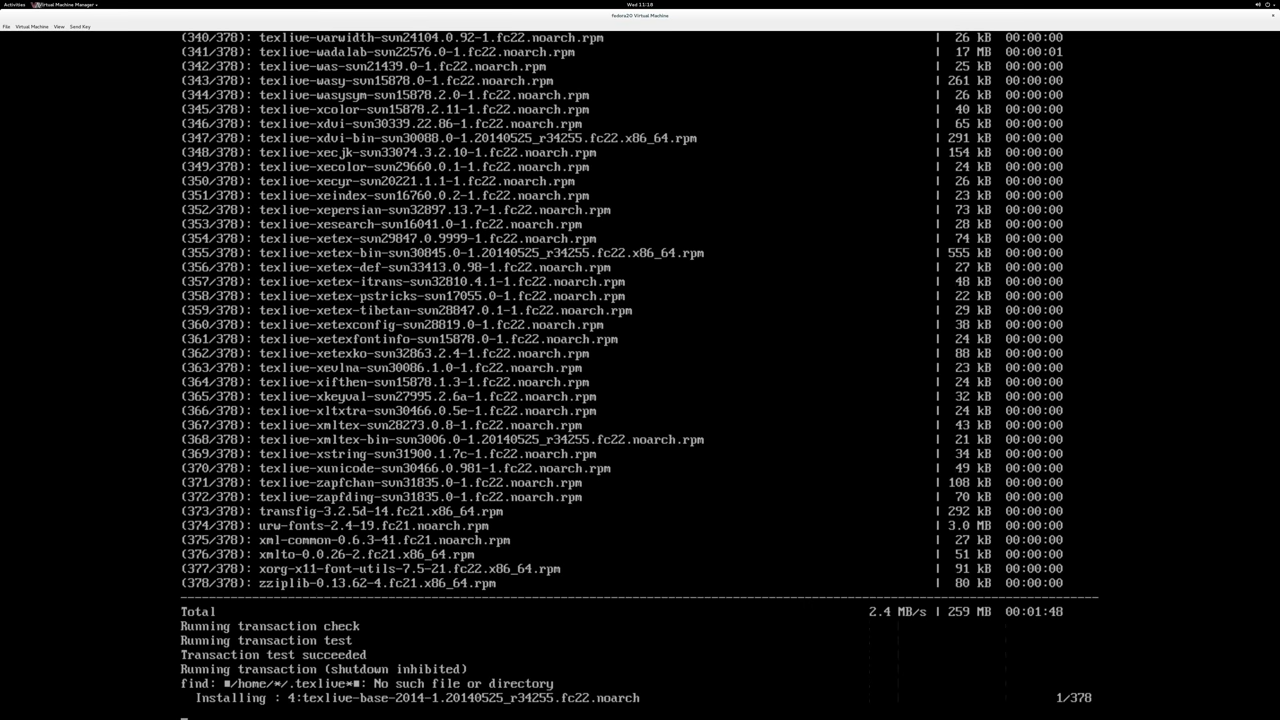 Activities Virtual Machine Manager Wed 11:18
Fedora20 Virtual Machine
File Virtual Machine View Send Key
(340/378): texlive-varwidth-svn24104.0.92-1.fc22.noarch.rpm | 26 kB 00:00:00
(341/378): texlive-wadalab-svn22576.0-1.fc22.noarch.rpm | 17 MB 00:00:01
(342/378): texlive-was-svn21439.0-1.fc22.noarch.rpm | 25 kB 00:00:00
(343/378): texlive-wasy-svn15878.0-1.fc22.noarch.rpm | 261 kB 00:00:00
(344/378): texlive-wasysym-svn15878.2.0-1.fc22.noarch.rpm | 26 kB 00:00:00
(345/378): texlive-xcolor-svn15878.2.11-1.fc22.noarch.rpm | 40 kB 00:00:00
(346/378): texlive-xdvi-svn30339.22.86-1.fc22.noarch.rpm | 65 kB 00:00:00
(347/378): texlive-xdvi-bin-svn30088.0-1.20140525_r34255.fc22.x86_64.rpm | 291 kB 00:00:00
(348/378): texlive-xecjk-svn33074.3.2.10-1.fc22.noarch.rpm | 154 kB 00:00:00
(349/378): texlive-xecolor-svn29660.0.1-1.fc22.noarch.rpm | 24 kB 00:00:00
(350/378): texlive-xecyr-svn20221.1.1-1.fc22.noarch.rpm | 26 kB 00:00:00
(351/378): texlive-xeindex-svn16760.0.2-1.fc22.noarch.rpm | 23 kB 00:00:00
(352/378): texlive-xepersian-svn32897.13.7-1.fc22.noarch.rpm | 73 kB 00:00:00
(353/378): texlive-xesearch-svn16041.0-1.fc22.noarch.rpm | 28 kB 00:00:00
(354/378): texlive-xetex-svn29847.0.9999-1.fc22.noarch.rpm | 74 kB 00:00:00
(355/378): texlive-xetex-bin-svn30845.0-1.20140525_r34255.fc22.x86_64.rpm | 555 kB 00:00:00
(356/378): texlive-xetex-def-svn33413.0.98-1.fc22.noarch.rpm | 27 kB 00:00:00
(357/378): texlive-xetex-itrans-svn32810.4.1-1.fc22.noarch.rpm | 48 kB 00:00:00
(358/378): texlive-xetex-pstricks-svn17055.0-1.fc22.noarch.rpm | 22 kB 00:00:00
(359/378): texlive-xetex-tibetan-svn28847.0.1-1.fc22.noarch.rpm | 29 kB 00:00:00
(360/378): texlive-xetexconfig-svn28819.0-1.fc22.noarch.rpm | 38 kB 00:00:00
(361/378): texlive-xetexfontinfo-svn15878.0-1.fc22.noarch.rpm | 24 kB 00:00:00
(362/378): texlive-xetexko-svn32863.2.4-1.fc22.noarch.rpm | 88 kB 00:00:00
(363/378): texlive-xevlna-svn30086.1.0-1.fc22.noarch.rpm | 23 kB 00:00:00
(364/378): texlive-xifthen-svn15878.1.3-1.fc22.noarch.rpm | 24 kB 00:00:00
(365/378): texlive-xkeyval-svn27995.2.6a-1.fc22.noarch.rpm | 32 kB 00:00:00
(366/378): texlive-xltxtra-svn30466.0.5e-1.fc22.noarch.rpm | 24 kB 00:00:00
(367/378): texlive-xmltex-svn28273.0.8-1.fc22.noarch.rpm | 43 kB 00:00:00
(368/378): texlive-xmltex-bin-svn3006.0-1.20140525_r34255.fc22.noarch.rpm | 21 kB 00:00:00
(369/378): texlive-xstring-svn31900.1.7c-1.fc22.noarch.rpm | 34 kB 00:00:00
(370/378): texlive-xunicode-svn30466.0.981-1.fc22.noarch.rpm | 49 kB 00:00:00
(371/378): texlive-zapfchan-svn31835.0-1.fc22.noarch.rpm | 108 kB 00:00:00
(372/378): texlive-zapfding-svn31835.0-1.fc22.noarch.rpm | 70 kB 00:00:00
(373/378): transfig-3.2.5d-14.fc21.x86_64.rpm | 292 kB 00:00:00
(374/378): urw-fonts-2.4-19.fc21.noarch.rpm | 3.0 MB 00:00:00
(375/378): xml-common-0.6.3-41.fc21.noarch.rpm | 27 kB 00:00:00
(376/378): xmlto-0.0.26-2.fc21.x86_64.rpm | 51 kB 00:00:00
(377/378): xorg-x11-font-utils-7.5-21.fc22.x86_64.rpm | 91 kB 00:00:00
(378/378): zziplib-0.13.62-4.fc21.x86_64.rpm | 80 kB 00:00:00
Total 2.4 MB/s | 259 MB 00:01:48
Running transaction check
Running transaction test
Transaction test succeeded
Running transaction (shutdown inhibited)
find: ■/home/*/.texlive*■: No such file or directory
Installing : 4:texlive-base-2014-1.20140525_r34255.fc22.noarch 1/378